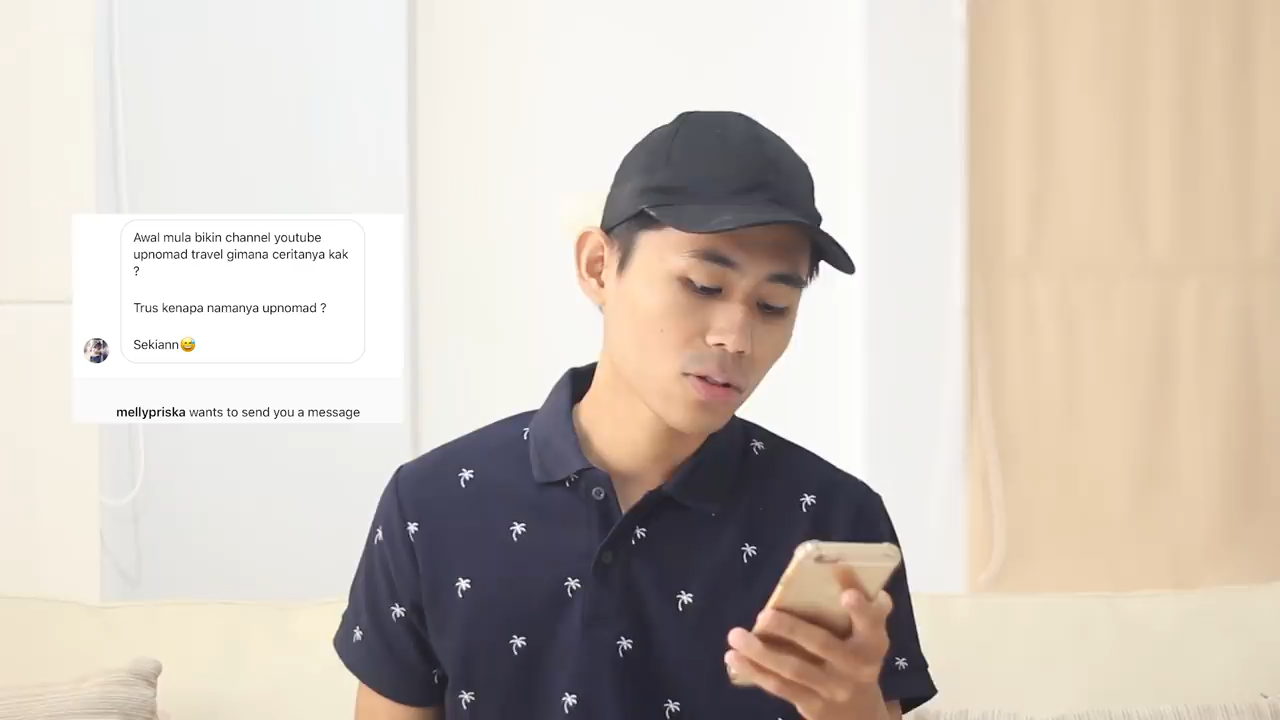 Awal mula bikin channel youtube
upnomad travel gimana ceritanya kak
?
Trus kenapa namanya upnomad ?
Sekiann😅
mellypriska wants to send you a message